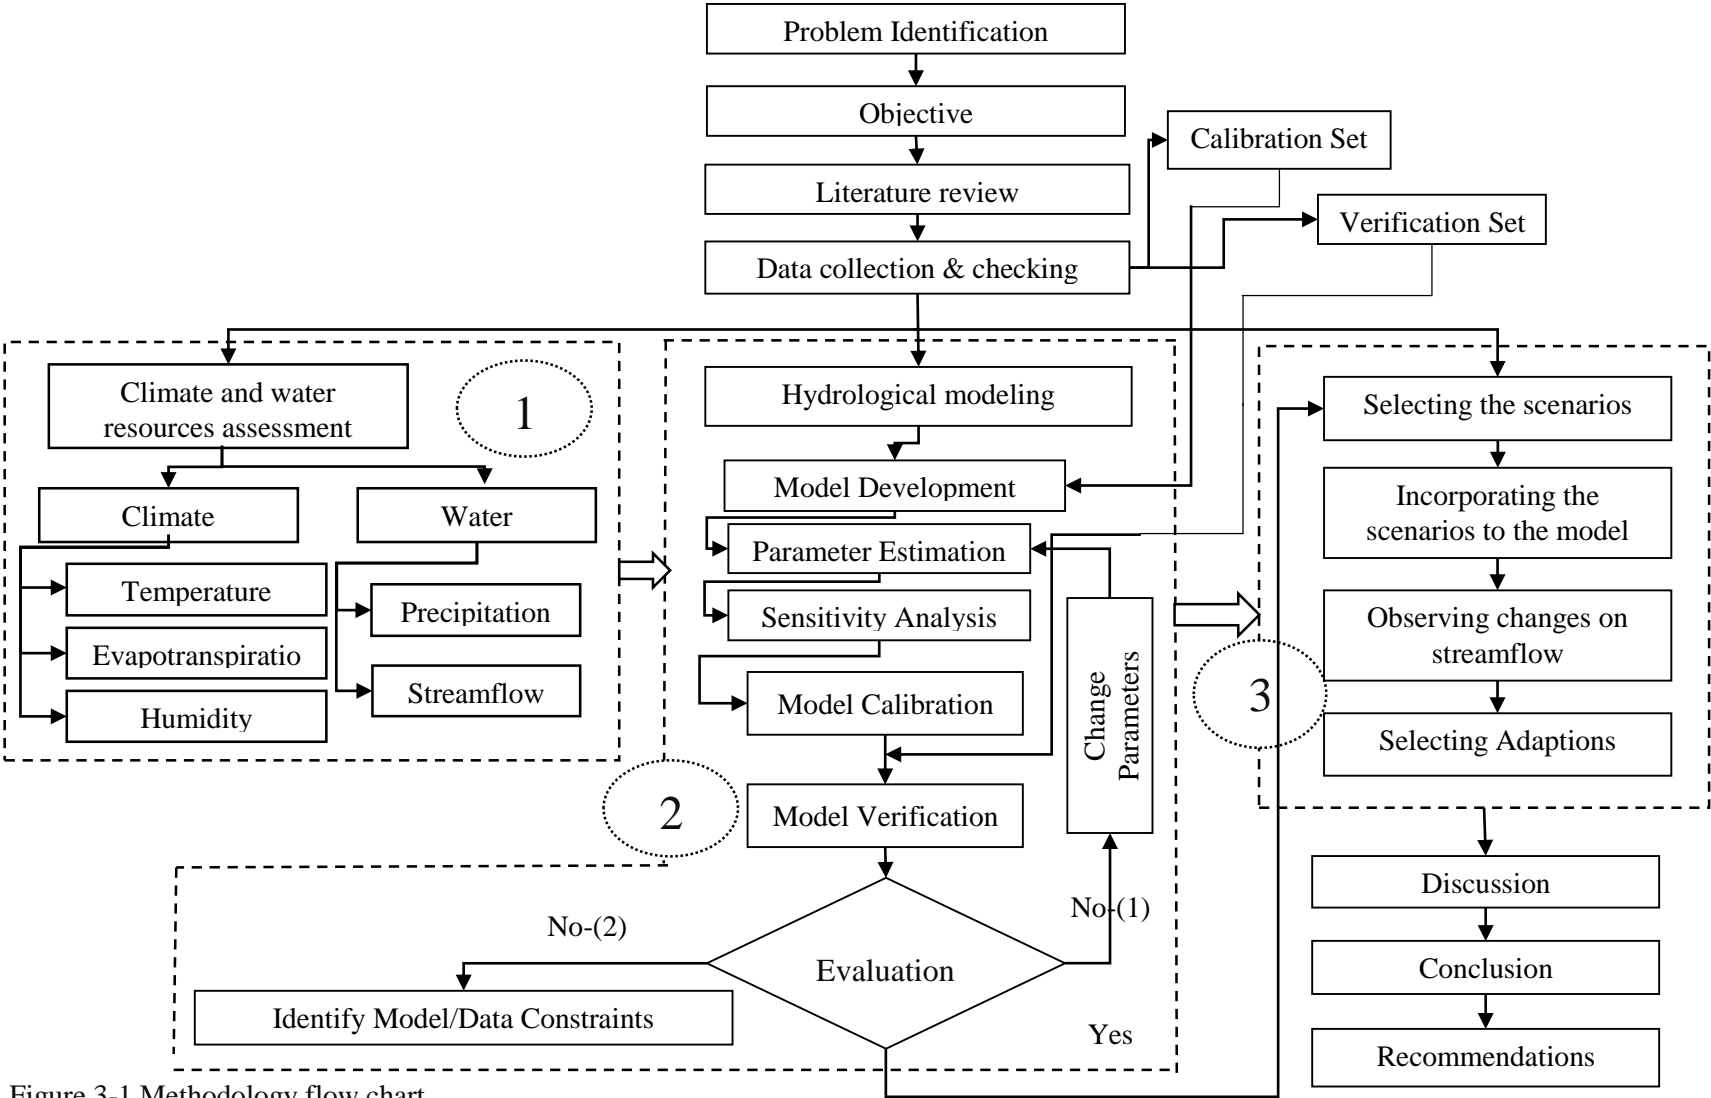 Problem Identification
Objective
Literature review
Data collection & checking
Calibration Set
Verification Set
Climate and water
resources assessment
1
Climate
Water
Temperature
Evapotranspiratio
Humidity
Precipitation
Streamflow
Hydrological modeling
Model Development
Parameter Estimation
Sensitivity Analysis
Model Calibration
Model Verification
2
Change
Parameters
Evaluation
No-(1)
No-(2)
Yes
Identify Model/Data Constraints
Selecting the scenarios
Incorporating the
scenarios to the model
Observing changes on
streamflow
Selecting Adaptions
3
Discussion
Conclusion
Recommendations
Figure 3-1 Methodology flow chart